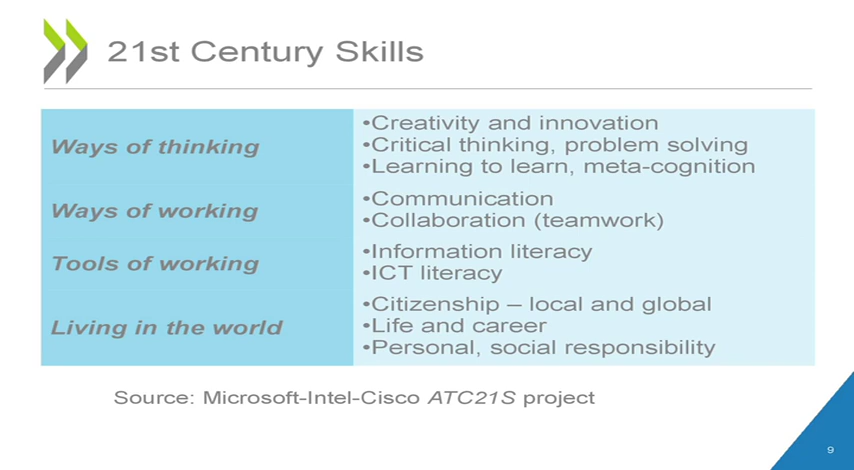 21st Century Skills
Ways of thinking
•Creativity and innovation
•Critical thinking, problem solving
•Learning to learn, meta-cognition
Ways of working
•Communication
•Collaboration (teamwork)
Tools of working
•Information literacy
•ICT literacy
Living in the world
•Citizenship – local and global
•Life and career
•Personal, social responsibility
Source: Microsoft-Intel-Cisco ATC21S project
9